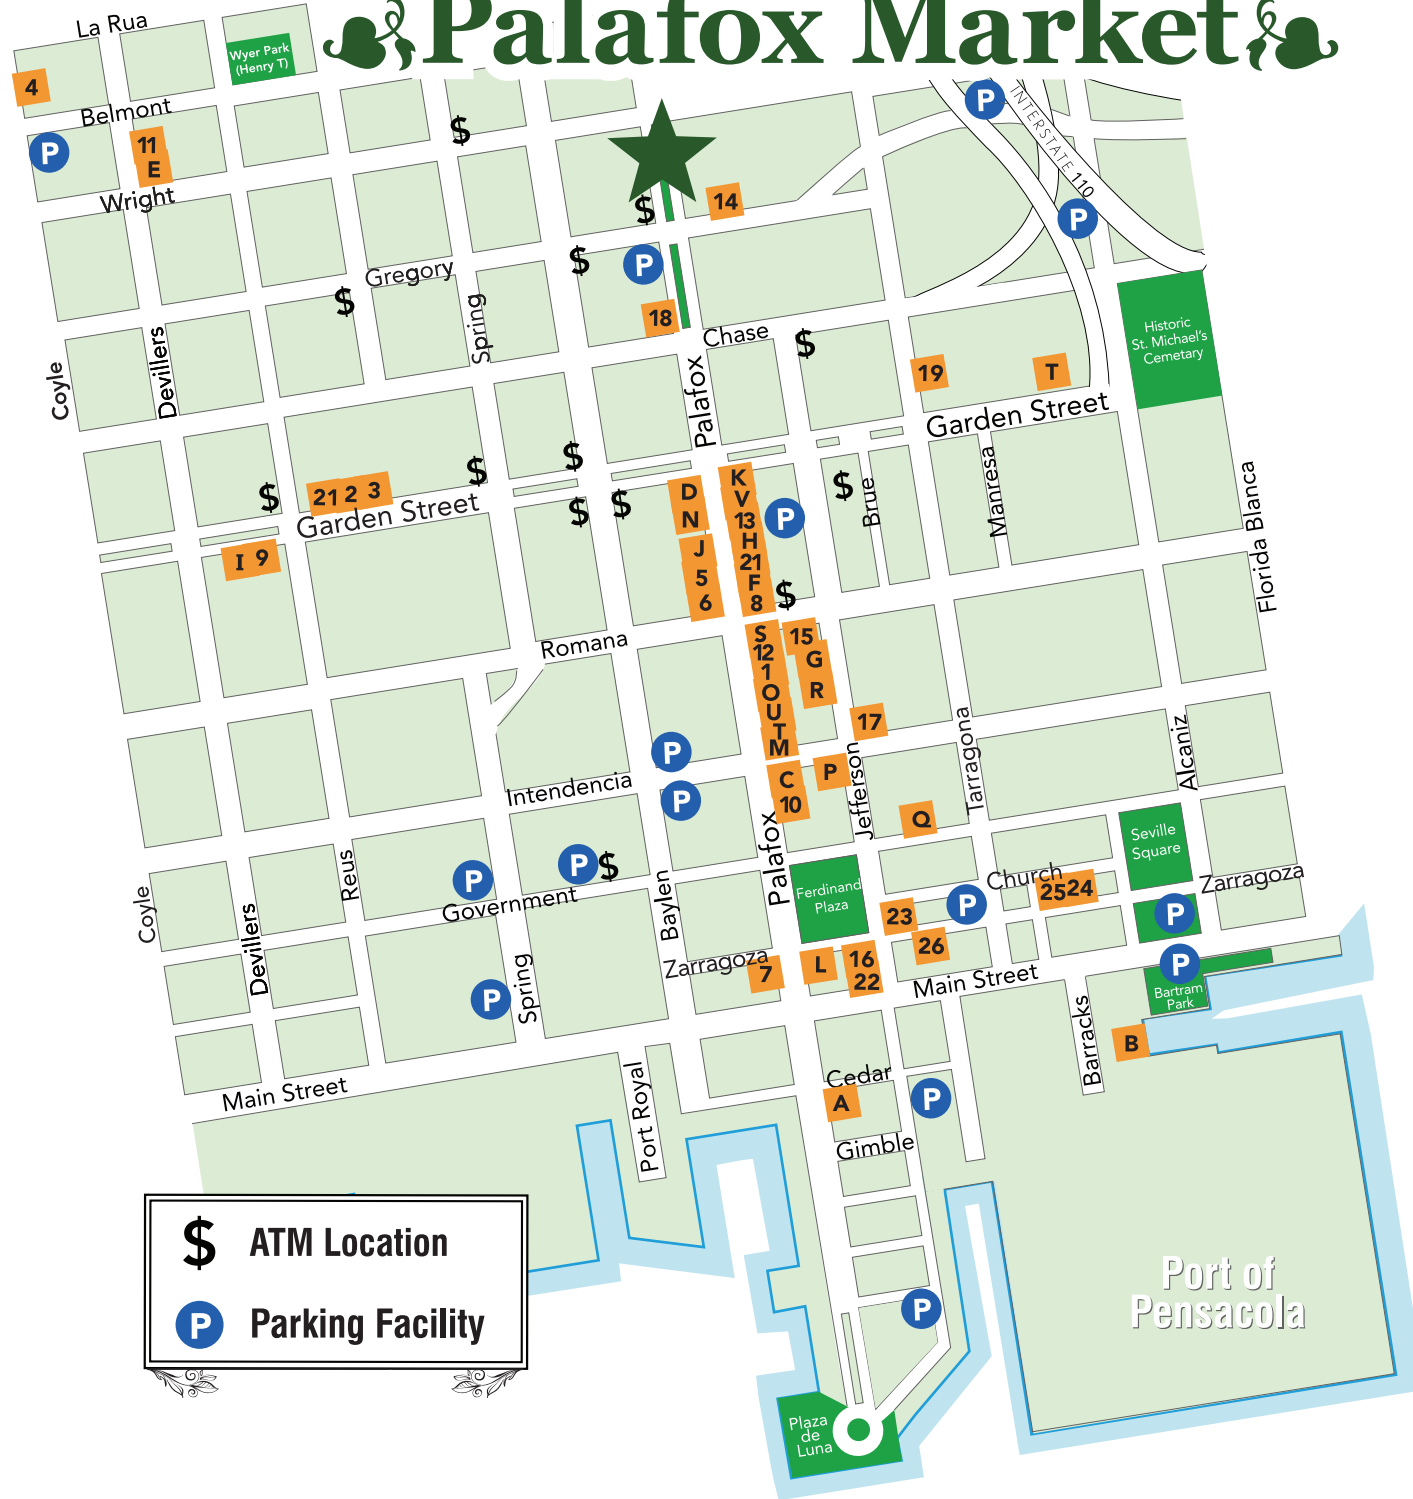 Palafox Market
La Rua
Wyer Park
(Henry T)
4
Belmont
P
11
E
Wright
$
P
INTERSTATE 110
P
$
14
$
P
Gregory
$
Spring
18
Chase
$
Historic
St. Michael's
Cemetery
Coyle
Devillers
Palafox
19
T
Garden Street
$
$
$
21 2 3
Garden Street
$
$
I 9
D
N
J
5
6
K
V
13
H
21
F
8
P
$
$
Brue
Manresa
Florida Blanca
Romana
S
12
1
O
U
T
M
15
G
R
17
P
Intendencia
P
C
10
P
Jefferson
Tarragona
Alcaniz
Q
Palafox
Seville
Square
Reus
P
P
$
Government
Baylen
Ferdinand
Plaza
Church
2524
Zarragoza
23
P
P
Coyle
Devillers
Spring
P
Zarragoza
7
L
16
22
26
Main Street
P
Bartram
Park
Barracks
B
Main Street
Port Royal
Cedar
A
P
Gimble
$ ATM Location
P Parking Facility
Port of
Pensacola
P
Plaza
de
Luna